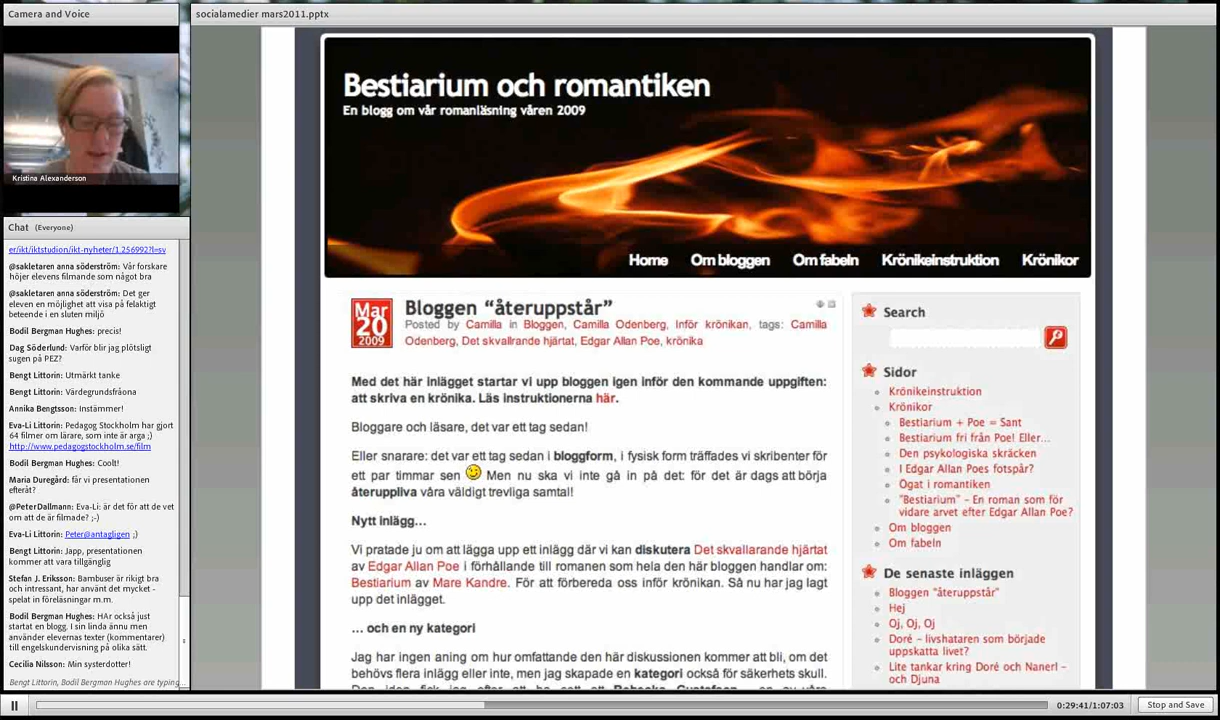 Camera and Voice
socialamedier mars2011.pptx
Kristina Alexanderson
Chat (Everyone)
er/ikt/iktstudion/ikt-nyheter/1.256992?l=sv
@sakletaren anna söderström: Vår forskare
höjer elevens filmande som något bra
@sakletaren anna söderström: Det ger
eleven en möjlighet att visa på felaktigt
beteende i en sluten miljö
Bodil Bergman Hughes: precis!
Dag Söderlund: Varför blir jag plötsligt
sugen på PEZ?
Bengt Littorin: Utmärkt tanke
Bengt Littorin: Värdegrundsfråona
Annika Bengtsson: Instämmer!
Eva-Li Littorin: Pedagog Stockholm har gjort
64 filmer om lärare, som inte är arga ;)
http://www.pedagogstockholm.se/film
Bodil Bergman Hughes: Coolt!
Maria Duregård: får vi presentationen
efteråt?
@PeterDallmann: Eva-Li: är det för att de vet
om att de är filmade? ;-)
Eva-Li Littorin: Peter@antagligen ;)
Bengt Littorin: Japp, presentationen
kommer att vara tillgänglig
Stefan J. Eriksson: Bambuser är rikigt bra
och intressant, har använt det mycket -
spelat in föreläsningar m.m.
Bodil Bergman Hughes: HAr också just
startat en blogg. I sin linda ännu men
använder elevernas texter (kommentarer)
till engelskundervisning på olika sätt.
Cecilia Nilsson: Min systerdotter!
Bengt Littorin, Bodil Bergman Hughes are typing...
Bestiarium och romantiken
En blogg om vår romanläsning våren 2009
Home Om bloggen Om fabeln Krönikeinstruktion Krönikor
Mar
20
2009
Bloggen "återuppstår"
Posted by Camilla in Bloggen, Camilla Odenberg, Inför krönikan, tags: Camilla
Odenberg, Det skvallrande hjärtat, Edgar Allan Poe, krönika
Med det här inlägget startar vi upp bloggen igen inför den kommande uppgiften:
att skriva en krönika. Läs instruktionerna här.
Bloggare och läsare, det var ett tag sedan!
Eller snarare: det var ett tag sedan i bloggform, i fysisk form träffades vi skribenter för
ett par timmar sen Men nu ska vi inte gå in på det: för det är dags att börja
återuppliva våra väldigt trevliga samtal!
Nytt inlägg...
Vi pratade ju om att lägga upp ett inlägg där vi kan diskutera Det skvallarande hjärtat
av Edgar Allan Poe i förhållande till romanen som hela den här bloggen handlar om:
Bestiarium av Mare Kandre. För att förbereda oss inför krönikan. Så nu har jag lagt
upp det inlägget.
... och en ny kategori
Jag har ingen aning om hur omfattande den här diskussionen kommer att bli, om det
behövs flera inlägg eller inte, men jag skapade en kategori också för säkerhets skull.
Search
Sidor
Krönikeinstruktion
Krönikor
Bestiarium + Poe = Sant
Bestiarium fri från Poe! Eller...
Den psykologiska skräcken
I Edgar Allan Poes fotspår?
Ögat i romantiken
"Bestiarium" – En roman som för
vidare arvet efter Edgar Allan Poe?
Om bloggen
Om fabeln
De senaste inläggen
Bloggen "återuppstår"
Hej
Oj, Oj, Oj
Doré – livshataren som började
uppskatta livet?
Lite tankar kring Doré och Nanerl –
och Djuna
0:29:41/1:07:03
Stop and Save